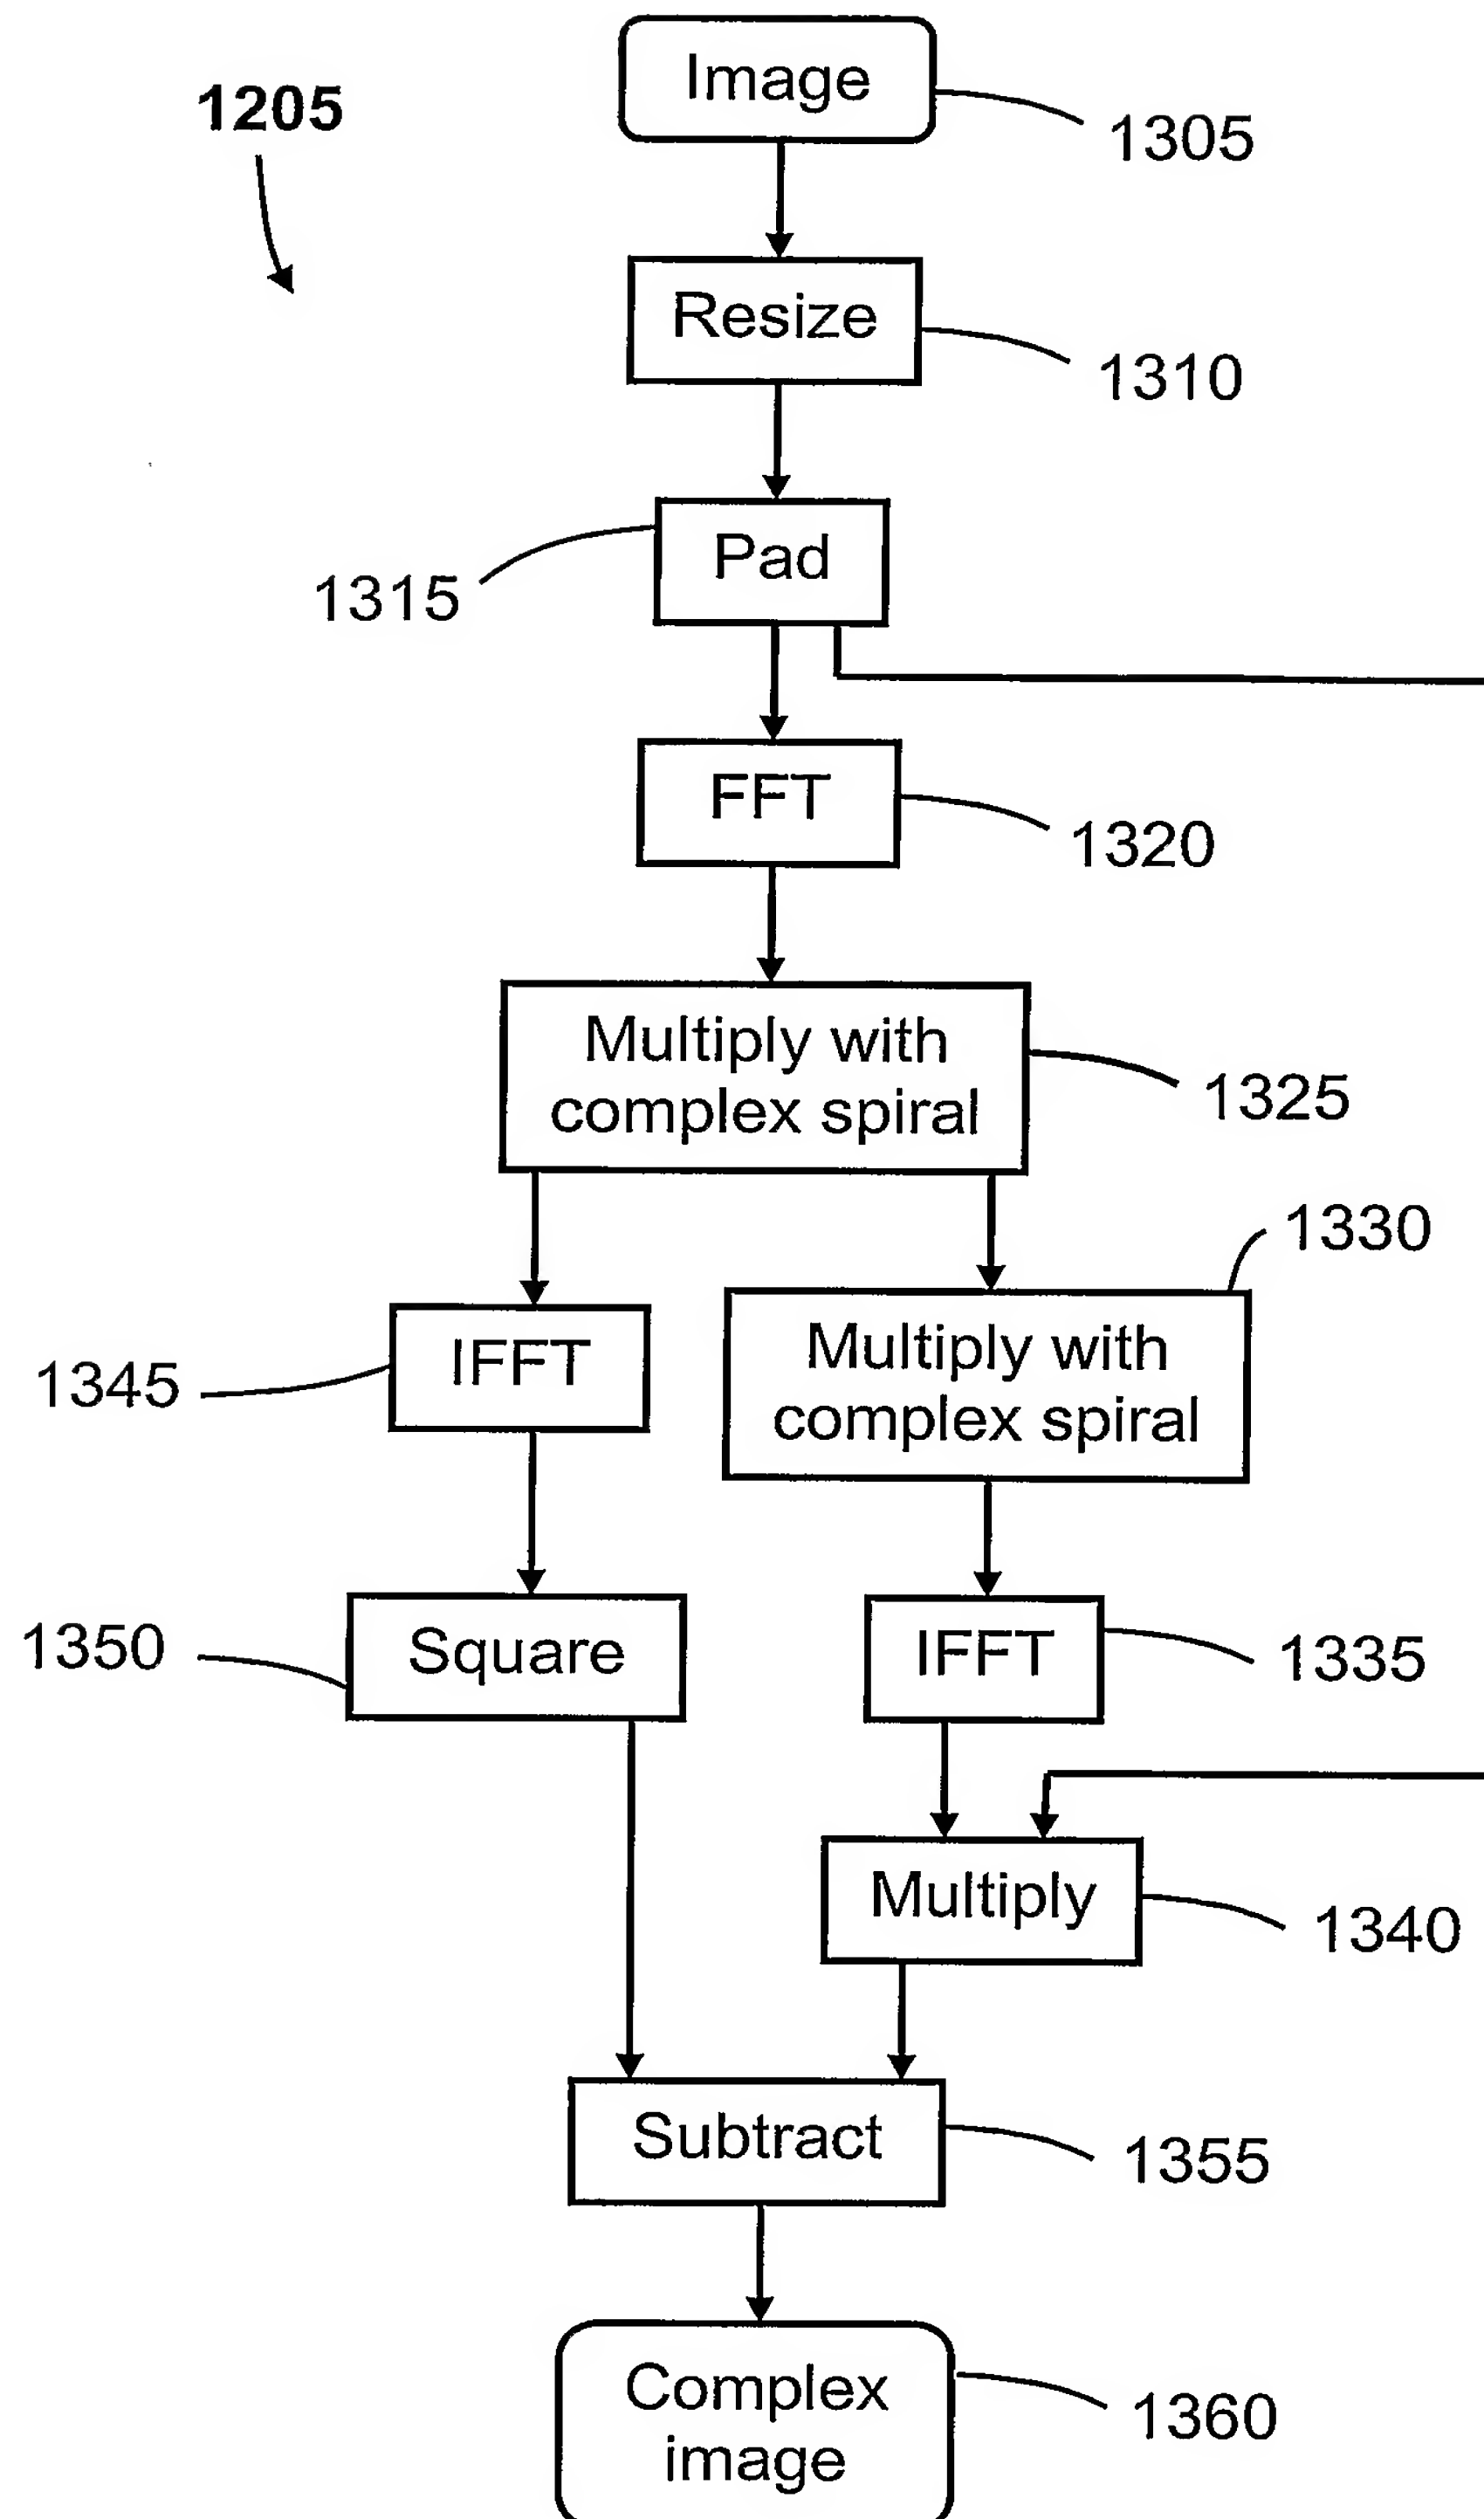 Image
1205
1305
Resize
1310
Pad
1315
FFT
1320
Multiply with
complex spiral
1325
1330
IFFT
Multiply with
complex spiral
1345
Square
IFFT
1350
1335
Multiply
1340
Subtract
1355
Complex
image
1360